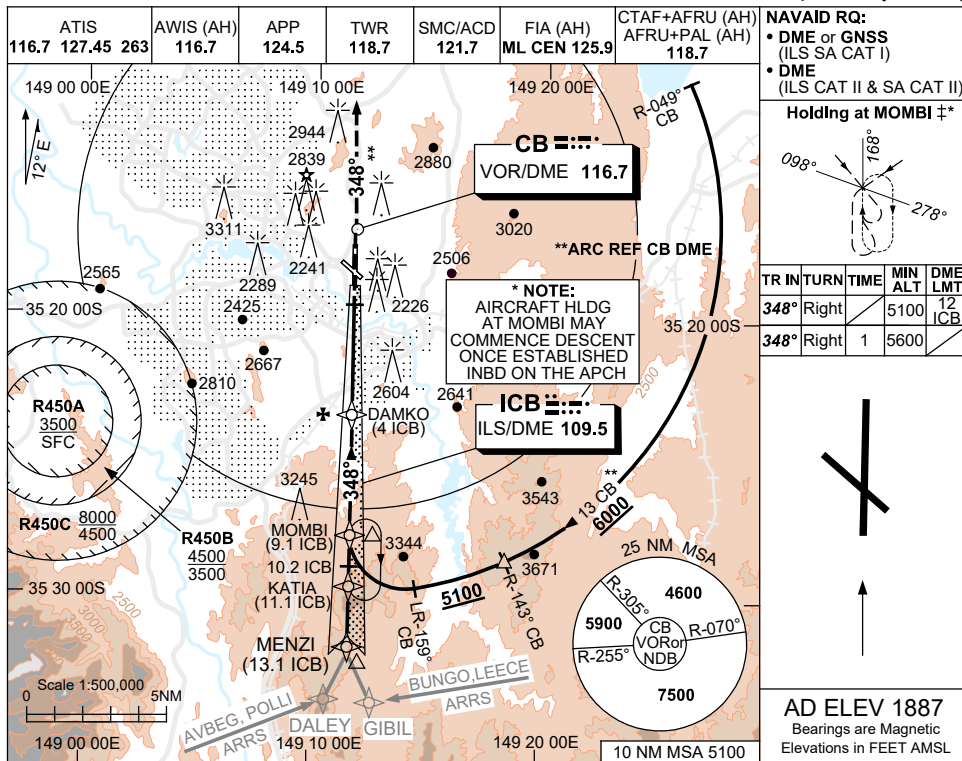 ATIS
116.7 127.45 263
AWIS (AH)
116.7
APP
124.5
TWR
118.7
SMC/ACD
121.7
FIA (AH)
ML CEN 125.9
CTAF+AFRU (AH)
AFRU+PAL (AH)
118.7
NAVAID RQ:
• DME or GNSS
(ILS SA CAT I)
• DME
(ILS CAT II & SA CAT II)
Holding at MOMBI ‡*
168°
098°
278°
TR IN TURN TIME MIN ALT DME LMT
348° Right 5100 12 ICB
348° Right 1 5600
AD ELEV 1887
Bearings are Magnetic
Elevations in FEET AMSL
149 00 00E
149 10 00E
149 20 00E
12° E
2944
2839
348°
**
2880
R-049°
CB
CB
VOR/DME 116.7
3311
2241
2289
3020
**ARC REF CB DME
2565
2506
35 20 00S
2425
2226
35 20 00S
* NOTE:
AIRCRAFT HLDG
AT MOMBI MAY
COMMENCE DESCENT
ONCE ESTABLISHED
INBD ON THE APCH
2500
2667
2810
2604
2641
R450A
3500
SFC
DAMKO
(4 ICB)
ICB
ILS/DME 109.5
348°
3245
3543
13 CB
**
6000
R450C 8000
4500
R450B
4500
3500
MOMBI
(9.1 ICB)
3344
3671
10.2 ICB
35 30 00S
KATIA
(11.1 ICB)
5100
LR-159°
CB
R-143° CB
2500
MENZI
(13.1 ICB)
25 NM MSA
4600
R-305°
5900
CB
VORor
NDB
R-070°
R-255°
7500
Scale 1:500,000
0 5NM
AVBEG, POLLI
ARRS
DALEY
GIBIL
BUNGO,LEECE
ARRS
149 00 00E
149 10 00E
149 20 00E
10 NM MSA 5100